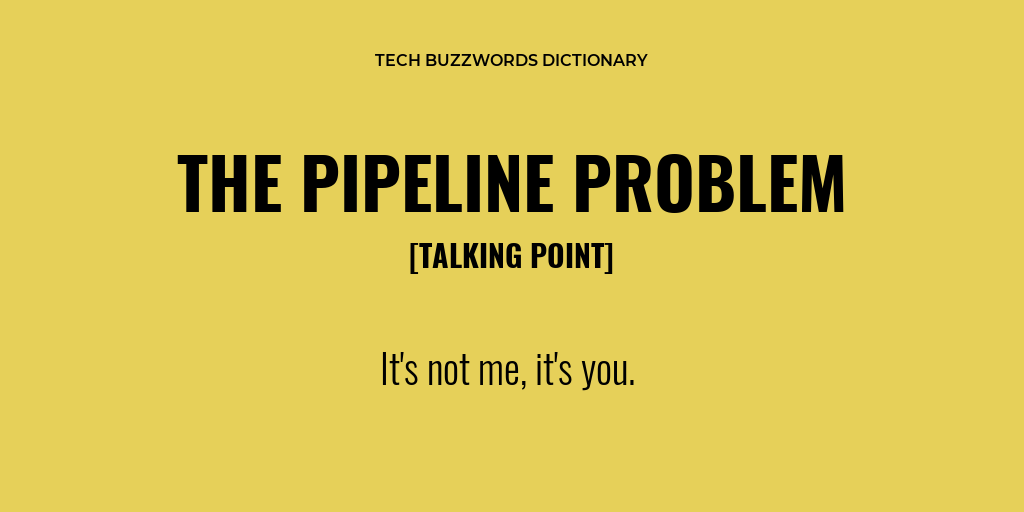 TECH BUZZWORDS DICTIONARY
THE PIPELINE PROBLEM
[TALKING POINT]
It's not me, it's you.